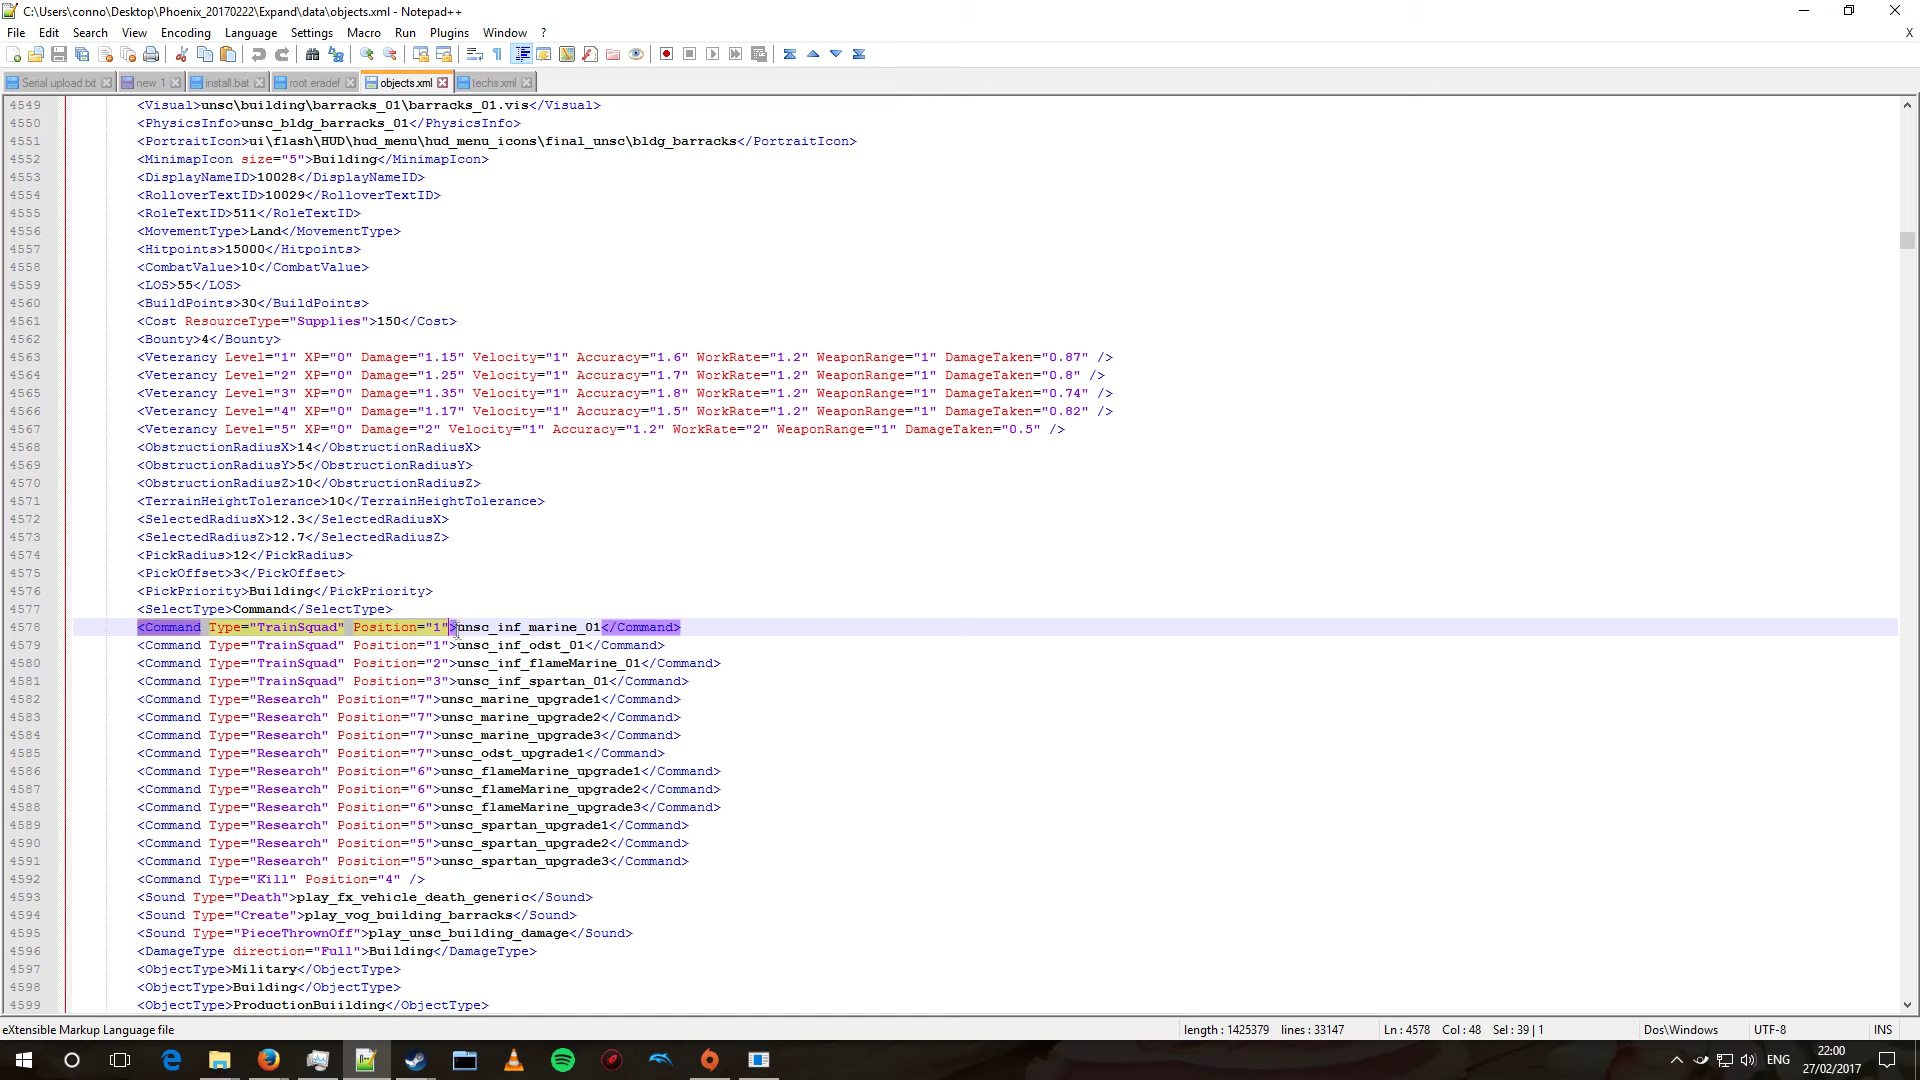 C:\Users\conno\Desktop\Phoenix_20170222\Expand\data\objects.xml - Notepad++
File Edit Search View Encoding Language Settings Macro Run Plugins Window ? X
Serial upload.txt new 1 install.bat root.eradef objects.xml techs.xml
4549 <Visual>unsc\building\barracks_01\barracks_01.vis</Visual>
4550 <PhysicsInfo>unsc_bldg_barracks_01</PhysicsInfo>
4551 <PortraitIcon>ui\flash\HUD\hud_menu\hud_menu_icons\final_unsc\bldg_barracks</PortraitIcon>
4552 <MinimapIcon size="5">Building</MinimapIcon>
4553 <DisplayNameID>10028</DisplayNameID>
4554 <RolloverTextID>10029</RolloverTextID>
4555 <RoleTextID>511</RoleTextID>
4556 <MovementType>Land</MovementType>
4557 <Hitpoints>15000</Hitpoints>
4558 <CombatValue>10</CombatValue>
4559 <LOS>55</LOS>
4560 <BuildPoints>30</BuildPoints>
4561 <Cost ResourceType="Supplies">150</Cost>
4562 <Bounty>4</Bounty>
4563 <Veterancy Level="1" XP="0" Damage="1.15" Velocity="1" Accuracy="1.6" WorkRate="1.2" WeaponRange="1" DamageTaken="0.87" />
4564 <Veterancy Level="2" XP="0" Damage="1.25" Velocity="1" Accuracy="1.7" WorkRate="1.2" WeaponRange="1" DamageTaken="0.8" />
4565 <Veterancy Level="3" XP="0" Damage="1.35" Velocity="1" Accuracy="1.8" WorkRate="1.2" WeaponRange="1" DamageTaken="0.74" />
4566 <Veterancy Level="4" XP="0" Damage="1.17" Velocity="1" Accuracy="1.5" WorkRate="1.2" WeaponRange="1" DamageTaken="0.82" />
4567 <Veterancy Level="5" XP="0" Damage="2" Velocity="1" Accuracy="1.2" WorkRate="2" WeaponRange="1" DamageTaken="0.5" />
4568 <ObstructionRadiusX>14</ObstructionRadiusX>
4569 <ObstructionRadiusY>5</ObstructionRadiusY>
4570 <ObstructionRadiusZ>10</ObstructionRadiusZ>
4571 <TerrainHeightTolerance>10</TerrainHeightTolerance>
4572 <SelectedRadiusX>12.3</SelectedRadiusX>
4573 <SelectedRadiusZ>12.7</SelectedRadiusZ>
4574 <PickRadius>12</PickRadius>
4575 <PickOffset>3</PickOffset>
4576 <PickPriority>Building</PickPriority>
4577 <SelectType>Command</SelectType>
4578 <Command Type="TrainSquad" Position="1">unsc_inf_marine_01</Command>
4579 <Command Type="TrainSquad" Position="1">unsc_inf_odst_01</Command>
4580 <Command Type="TrainSquad" Position="2">unsc_inf_flameMarine_01</Command>
4581 <Command Type="TrainSquad" Position="3">unsc_inf_spartan_01</Command>
4582 <Command Type="Research" Position="7">unsc_marine_upgrade1</Command>
4583 <Command Type="Research" Position="7">unsc_marine_upgrade2</Command>
4584 <Command Type="Research" Position="7">unsc_marine_upgrade3</Command>
4585 <Command Type="Research" Position="7">unsc_odst_upgrade1</Command>
4586 <Command Type="Research" Position="6">unsc_flameMarine_upgrade1</Command>
4587 <Command Type="Research" Position="6">unsc_flameMarine_upgrade2</Command>
4588 <Command Type="Research" Position="6">unsc_flameMarine_upgrade3</Command>
4589 <Command Type="Research" Position="5">unsc_spartan_upgrade1</Command>
4590 <Command Type="Research" Position="5">unsc_spartan_upgrade2</Command>
4591 <Command Type="Research" Position="5">unsc_spartan_upgrade3</Command>
4592 <Command Type="Kill" Position="4" />
4593 <Sound Type="Death">play_fx_vehicle_death_generic</Sound>
4594 <Sound Type="Create">play_vog_building_barracks</Sound>
4595 <Sound Type="PieceThrownOff">play_unsc_building_damage</Sound>
4596 <DamageType direction="Full">Building</DamageType>
4597 <ObjectType>Military</ObjectType>
4598 <ObjectType>Building</ObjectType>
4599 <ObjectType>ProductionBuiilding</ObjectType>
eXtensible Markup Language file length : 1425379 lines : 33147 Ln : 4578 Col : 48 Sel : 39 | 1 Dos\Windows UTF-8 INS
ENG 22:00
27/02/2017